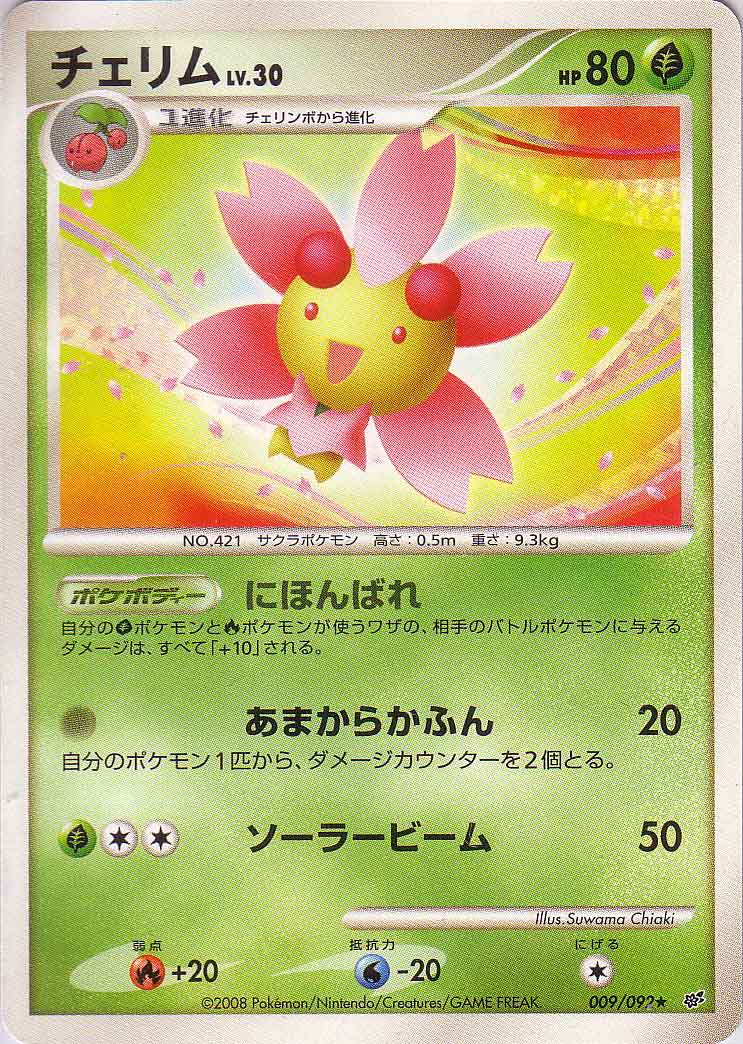 チェリム LV.30 HP 80
1進化 チェリンボから進化
NO.421 サクラポケモン 高さ:0.5m 重さ:9.3kg
ポケボディー にほんばれ
自分のポケモンとポケモンが使うワザの、相手のバトルポケモンに与える
ダメージは、すべて「+10」される。
あまからかふん 20
自分のポケモン1匹から、ダメージカウンターを2個とる。
ソーラービーム 50
Illus.Suwama Chiaki
弱点 抵抗力 にげる
+20 -20
©2008 Pokémon/Nintendo/Creatures/GAME FREAK. 009/092★